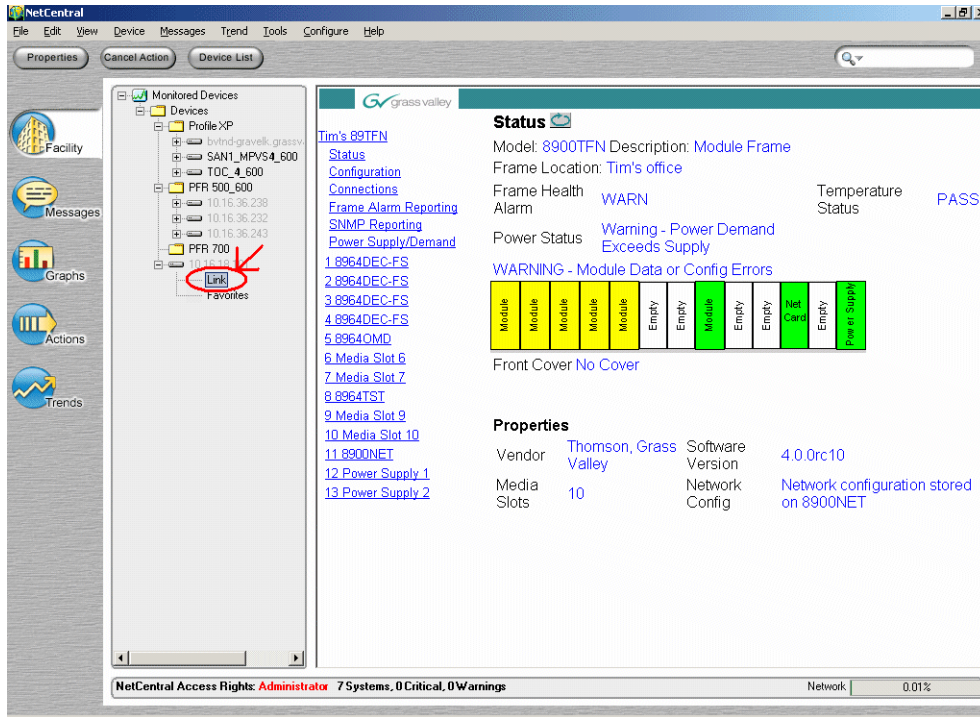 NetCentral
File Edit View Device Messages Trend Tools Configure Help
Properties Cancel Action Device List
Facility
Messages
Graphs
Actions
Trends
Monitored Devices
Devices
Profile XP
bvtnd-gravelk.grassv
SAN1_MPVS4_600
TOC_4_600
PFR 500_600
10.16.36.238
10.16.36.232
10.16.36.243
PFR 700
10.16.18.1
Link
Favorites
grass valley
Tim's 89TFN
Status
Configuration
Connections
Frame Alarm Reporting
SNMP Reporting
Power Supply/Demand
1 8964DEC-FS
2 8964DEC-FS
3 8964DEC-FS
4 8964DEC-FS
5 8964OMD
6 Media Slot 6
7 Media Slot 7
8 8964TST
9 Media Slot 9
10 Media Slot 10
11 8900NET
12 Power Supply 1
13 Power Supply 2
Status
Model: 8900TFN Description: Module Frame
Frame Location: Tim's office
Frame Health Alarm WARN Temperature Status PASS
Power Status Warning - Power Demand Exceeds Supply
WARNING - Module Data or Config Errors
Module Module Module Module Module Empty Empty Module Empty Empty Net Card Empty Power Supply
Front Cover No Cover
Properties
Vendor Thomson, Grass Valley Software Version 4.0.0rc10
Media Slots 10 Network Config Network configuration stored on 8900NET
NetCentral Access Rights: Administrator 7 Systems, 0 Critical, 0 Warnings Network 0.01%